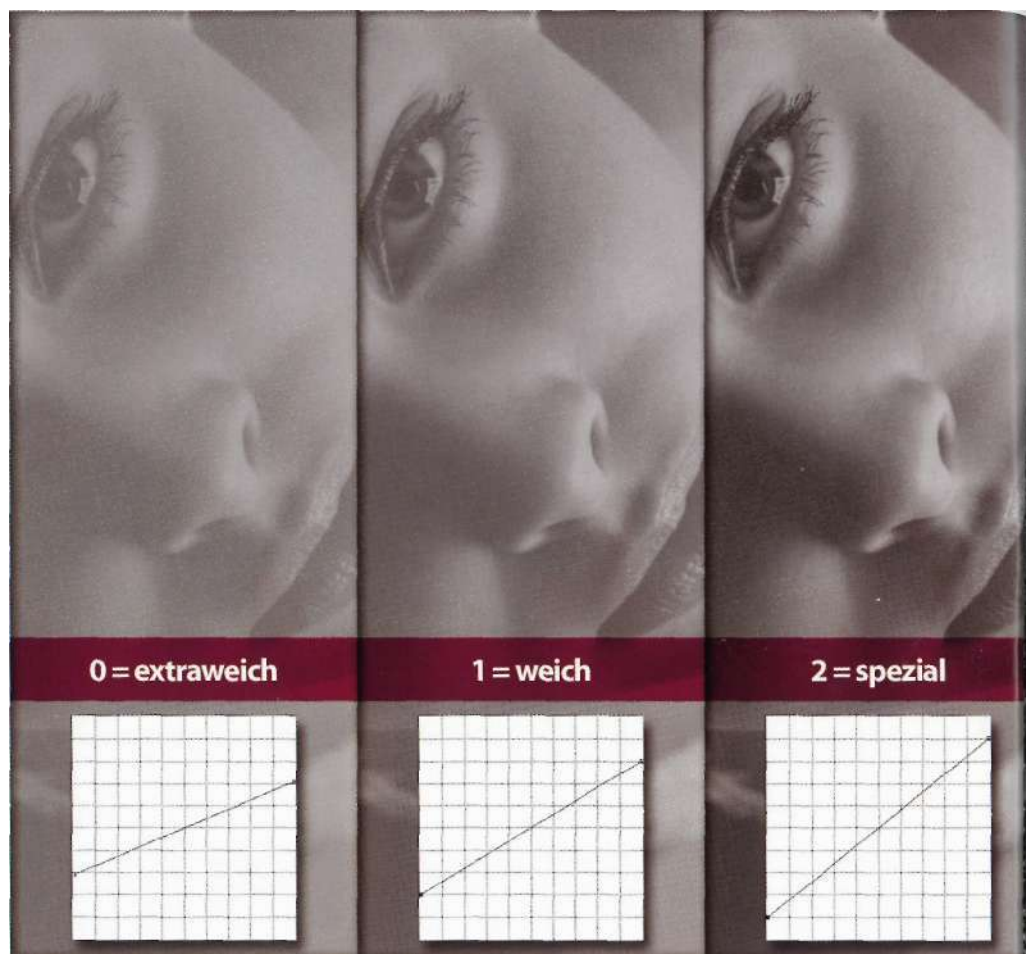 0 = extraweich
1 = weich
2 = spezial